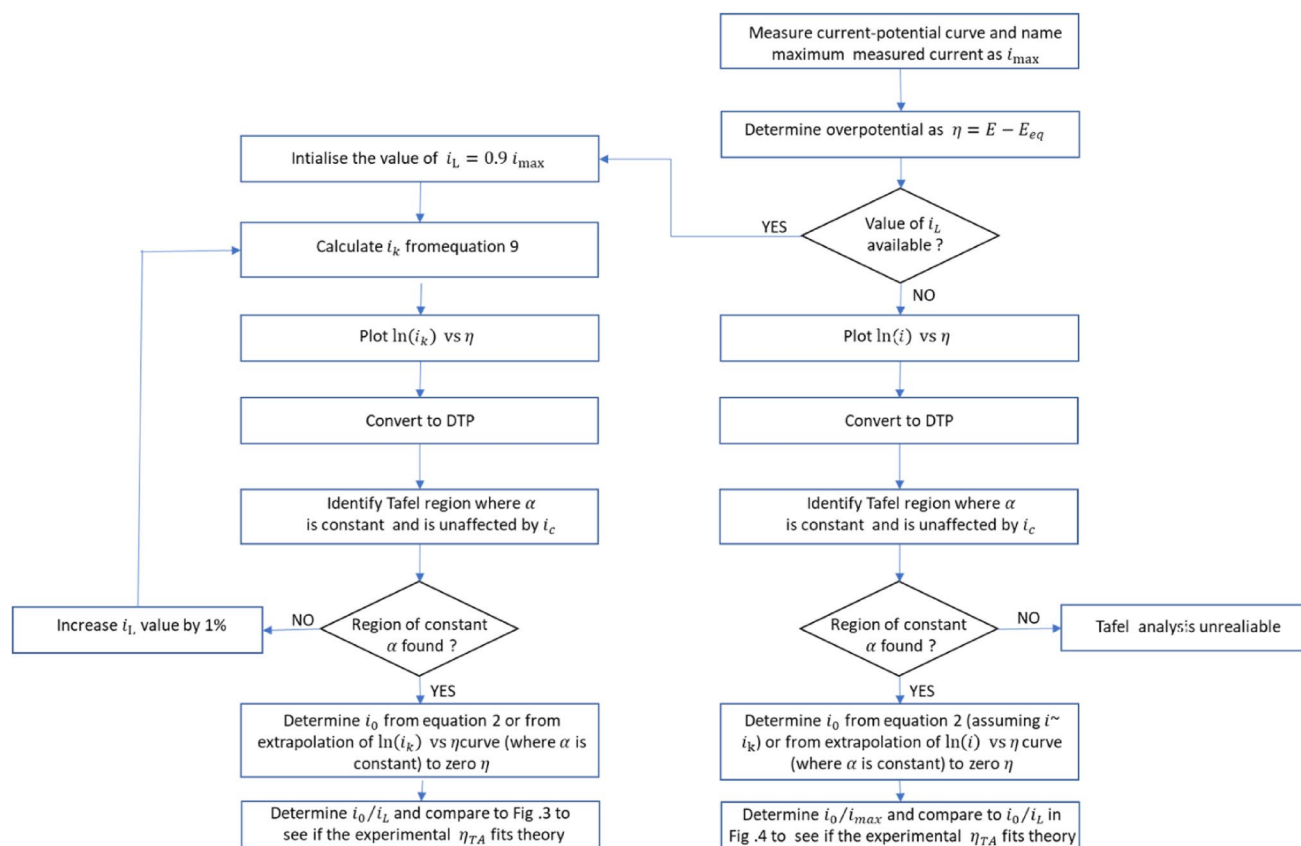 Measure current-potential curve and name
maximum measured current as i_max
Determine overpotential as η = E − E_eq
Value of i_L
available ?
YES
NO
Intialise the value of i_L = 0.9 i_max
Calculate i_k fromequation 9
Plot ln(i_k) vs η
Convert to DTP
Identify Tafel region where α
is constant and is unaffected by i_c
Region of constant
α found ?
NO
Increase i_L, value by 1%
YES
Determine i_0 from equation 2 or from
extrapolation of ln(i_k) vs ηcurve (where α is
constant) to zero η
Determine i_0/i_L and compare to Fig .3 to
see if the experimental η_TA fits theory
Plot ln(i) vs η
Convert to DTP
Identify Tafel region where α
is constant and is unaffected by i_c
Region of constant
α found ?
NO
Tafel analysis unrealiable
YES
Determine i_0 from equation 2 (assuming i~
i_k) or from extrapolation of ln(i) vs η curve
(where α is constant) to zero η
Determine i_0/i_max and compare to i_0/i_L in
Fig .4 to see if the experimental η_TA fits theory